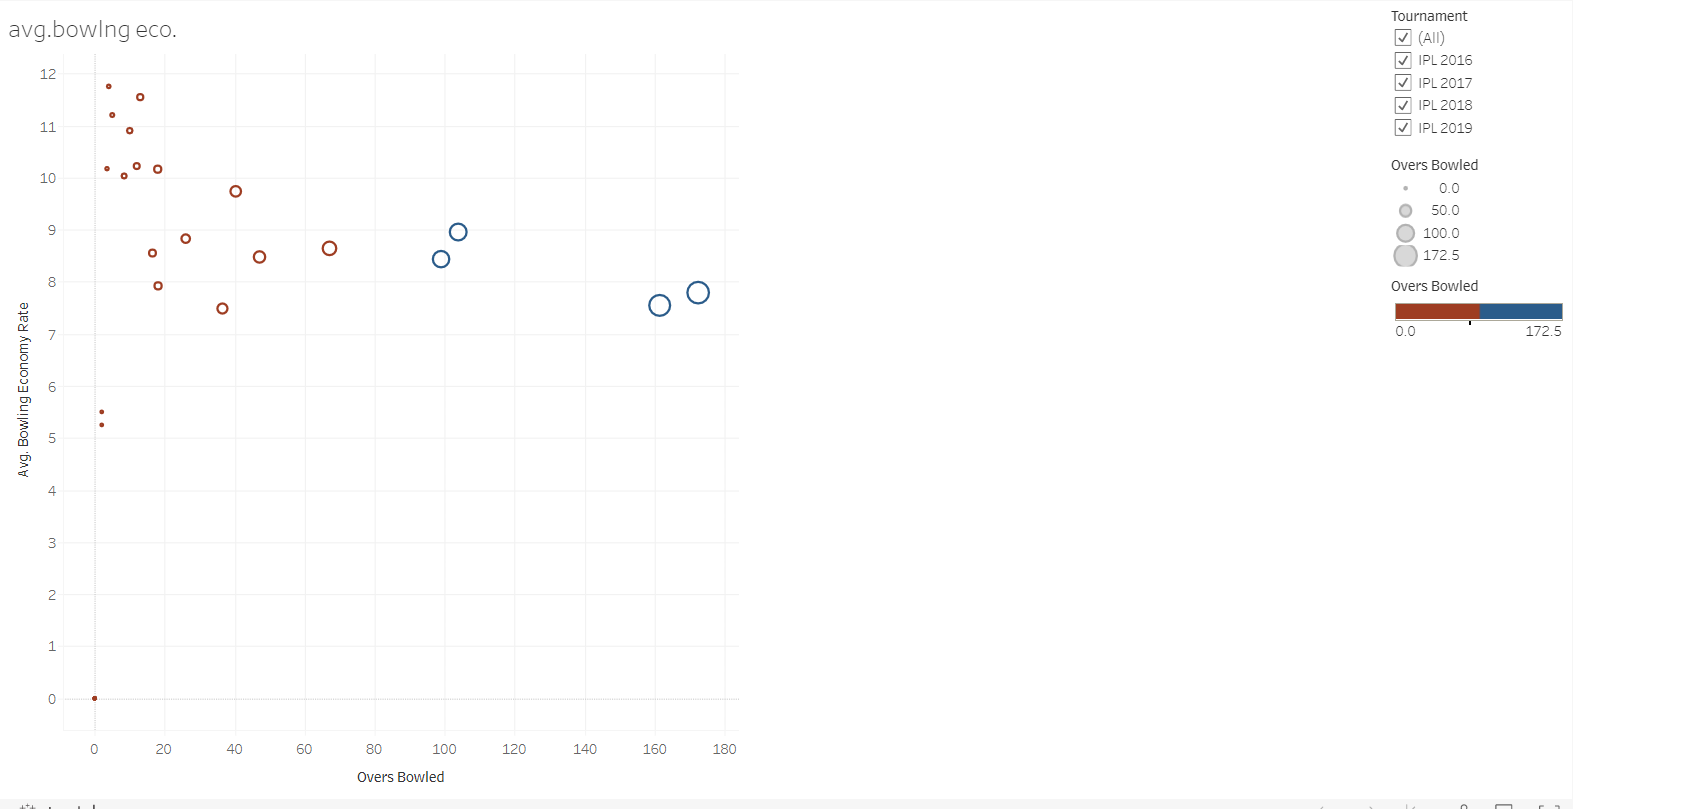 avg.bowlng eco.
12
11
10
9
8
7
6
5
4
3
2
1
0
Avg. Bowling Economy Rate
0 20 40 60 80 100 120 140 160 180
Overs Bowled
Tournament
(All)
IPL 2016
IPL 2017
IPL 2018
IPL 2019
Overs Bowled
0.0
50.0
100.0
172.5
Overs Bowled
0.0 172.5